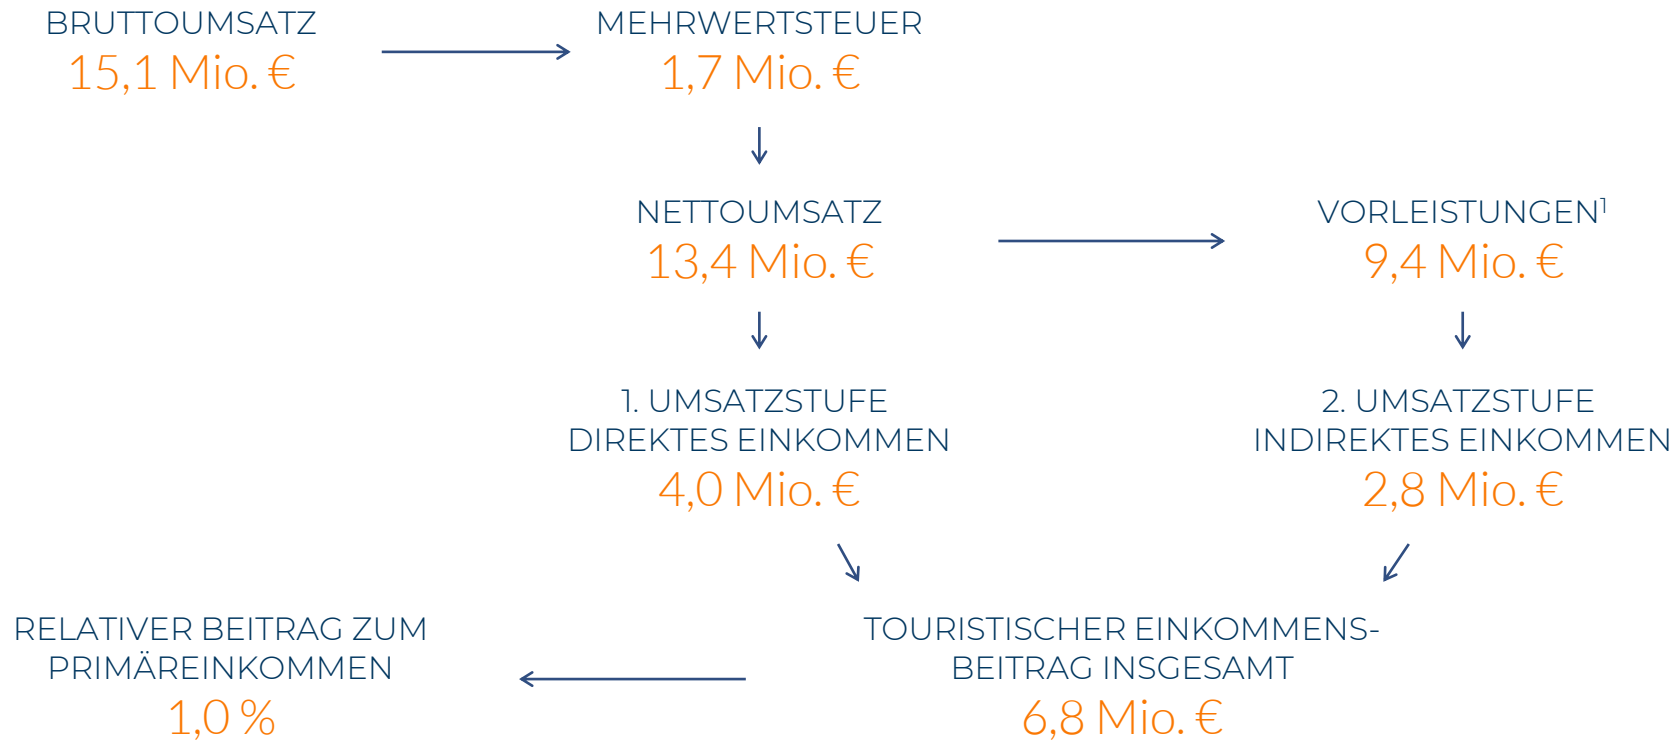 BRUTTOUMSATZ
15,1 Mio. €
MEHRWERTSTEUER
1,7 Mio. €
NETTOUMSATZ
13,4 Mio. €
VORLEISTUNGEN¹
9,4 Mio. €
1. UMSATZSTUFE
DIREKTES EINKOMMEN
4,0 Mio. €
2. UMSATZSTUFE
INDIREKTES EINKOMMEN
2,8 Mio. €
RELATIVER BEITRAG ZUM
PRIMÄREINKOMMEN
1,0 %
TOURISTISCHER EINKOMMENS-
BEITRAG INSGESAMT
6,8 Mio. €